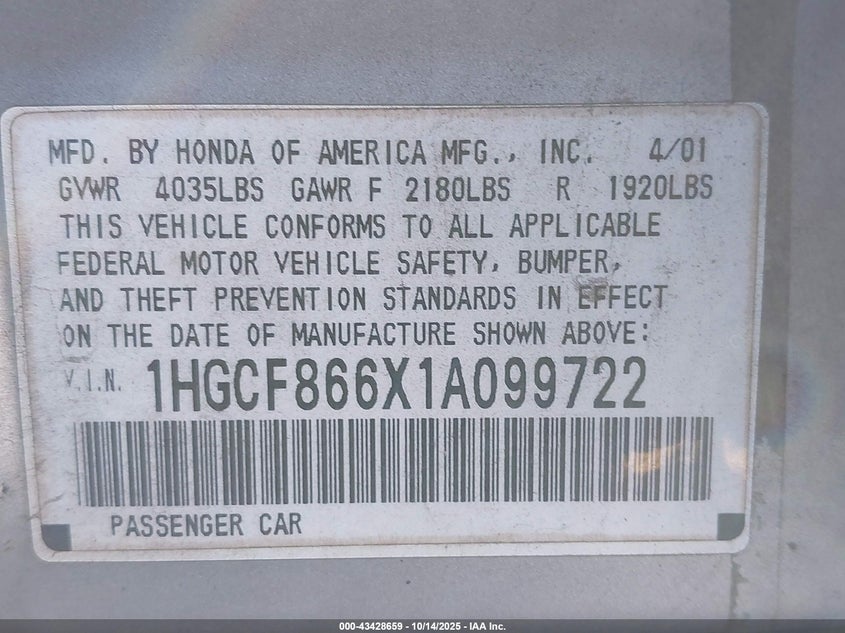 MFD. BY HONDA OF AMERICA MFG., INC. 4/01
GVWR 4035LBS GAWR F 2180LBS R 1920LBS
THIS VEHICLE CONFORMS TO ALL APPLICABLE
FEDERAL MOTOR VEHICLE SAFETY, BUMPER,
AND THEFT PREVENTION STANDARDS IN EFFECT
ON THE DATE OF MANUFACTURE SHOWN ABOVE:
V.I.N. 1HGCF866X1A099722
PASSENGER CAR
000-43428659 - 10/14/2025 - IAA Inc.